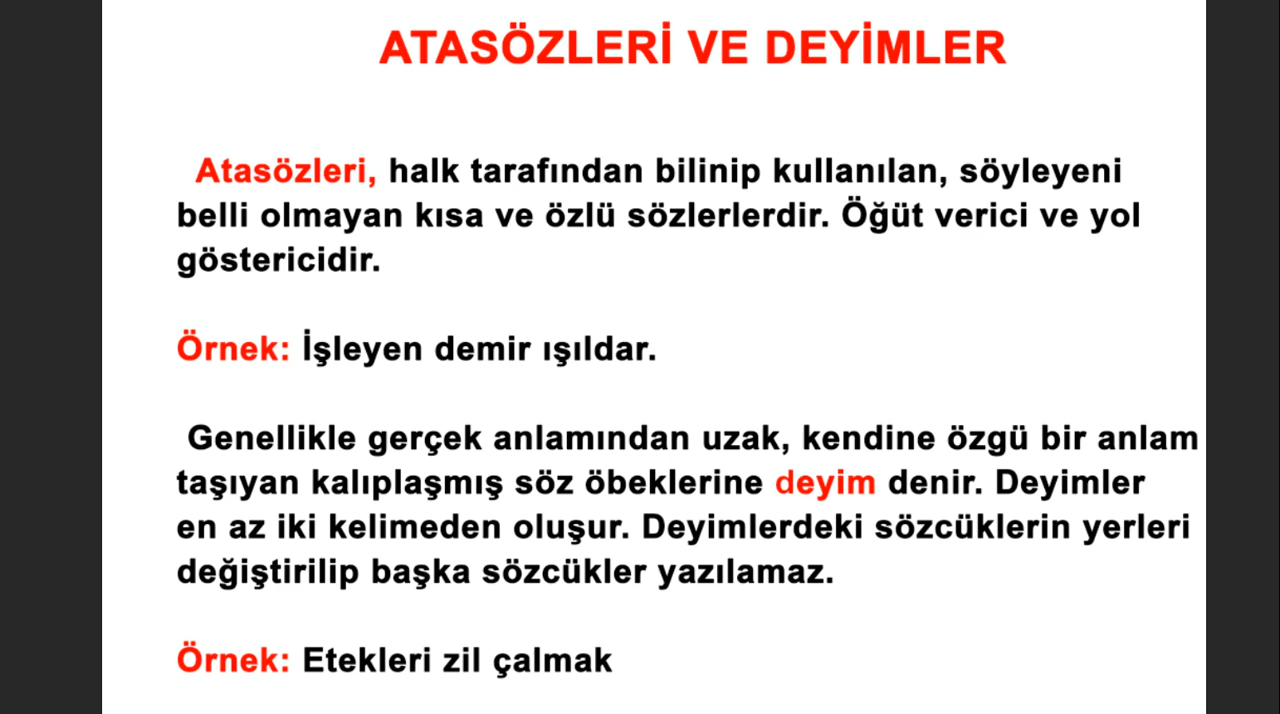 ATASÖZLERİ VE DEYİMLER
Atasözleri, halk tarafından bilinip kullanılan, söyleyeni
belli olmayan kısa ve özlü sözlerlerdir. Öğüt verici ve yol
göstericidir.
Örnek: İşleyen demir ışıldar.
Genellikle gerçek anlamından uzak, kendine özgü bir anlam
taşıyan kalıplaşmış söz öbeklerine deyim denir. Deyimler
en az iki kelimeden oluşur. Deyimlerdeki sözcüklerin yerleri
değiştirilip başka sözcükler yazılamaz.
Örnek: Etekleri zil çalmak